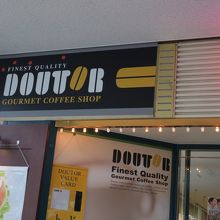 FINEST QUALITY
DOUTOR
GOURMET COFFEE SHOP
DOUTOR
Finest Quality
Gourmet Coffee Shop
DOUTOR
VALUE
CARD